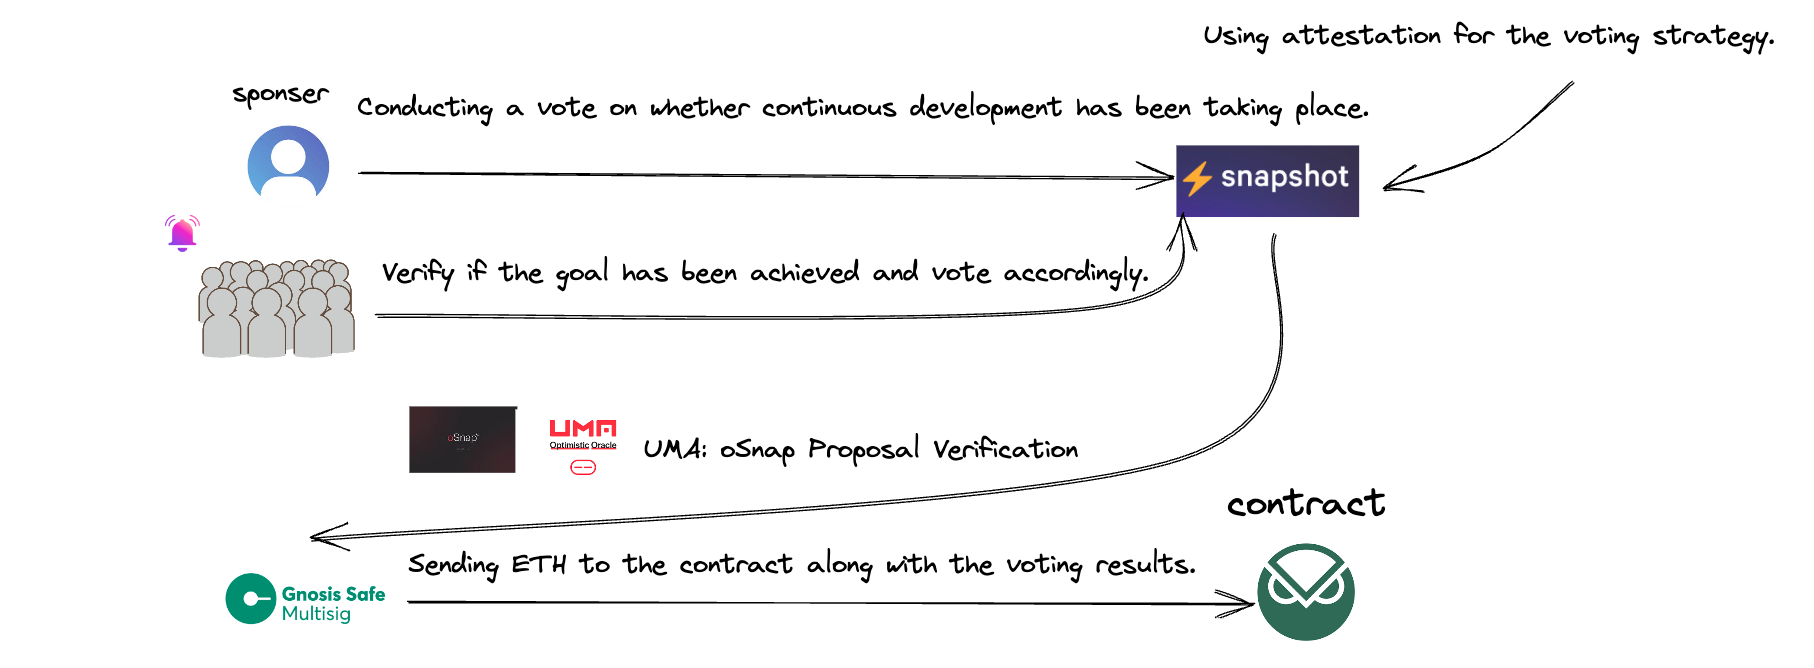 Using attestation for the voting strategy.
sponser
Conducting a vote on whether continuous development has been taking place.
snapshot
Verify if the goal has been achieved and vote accordingly.
oSnap
UMA
Optimistic Oracle
UMA: oSnap Proposal Verification
contract
Sending ETH to the contract along with the voting results.
Gnosis Safe
Multisig